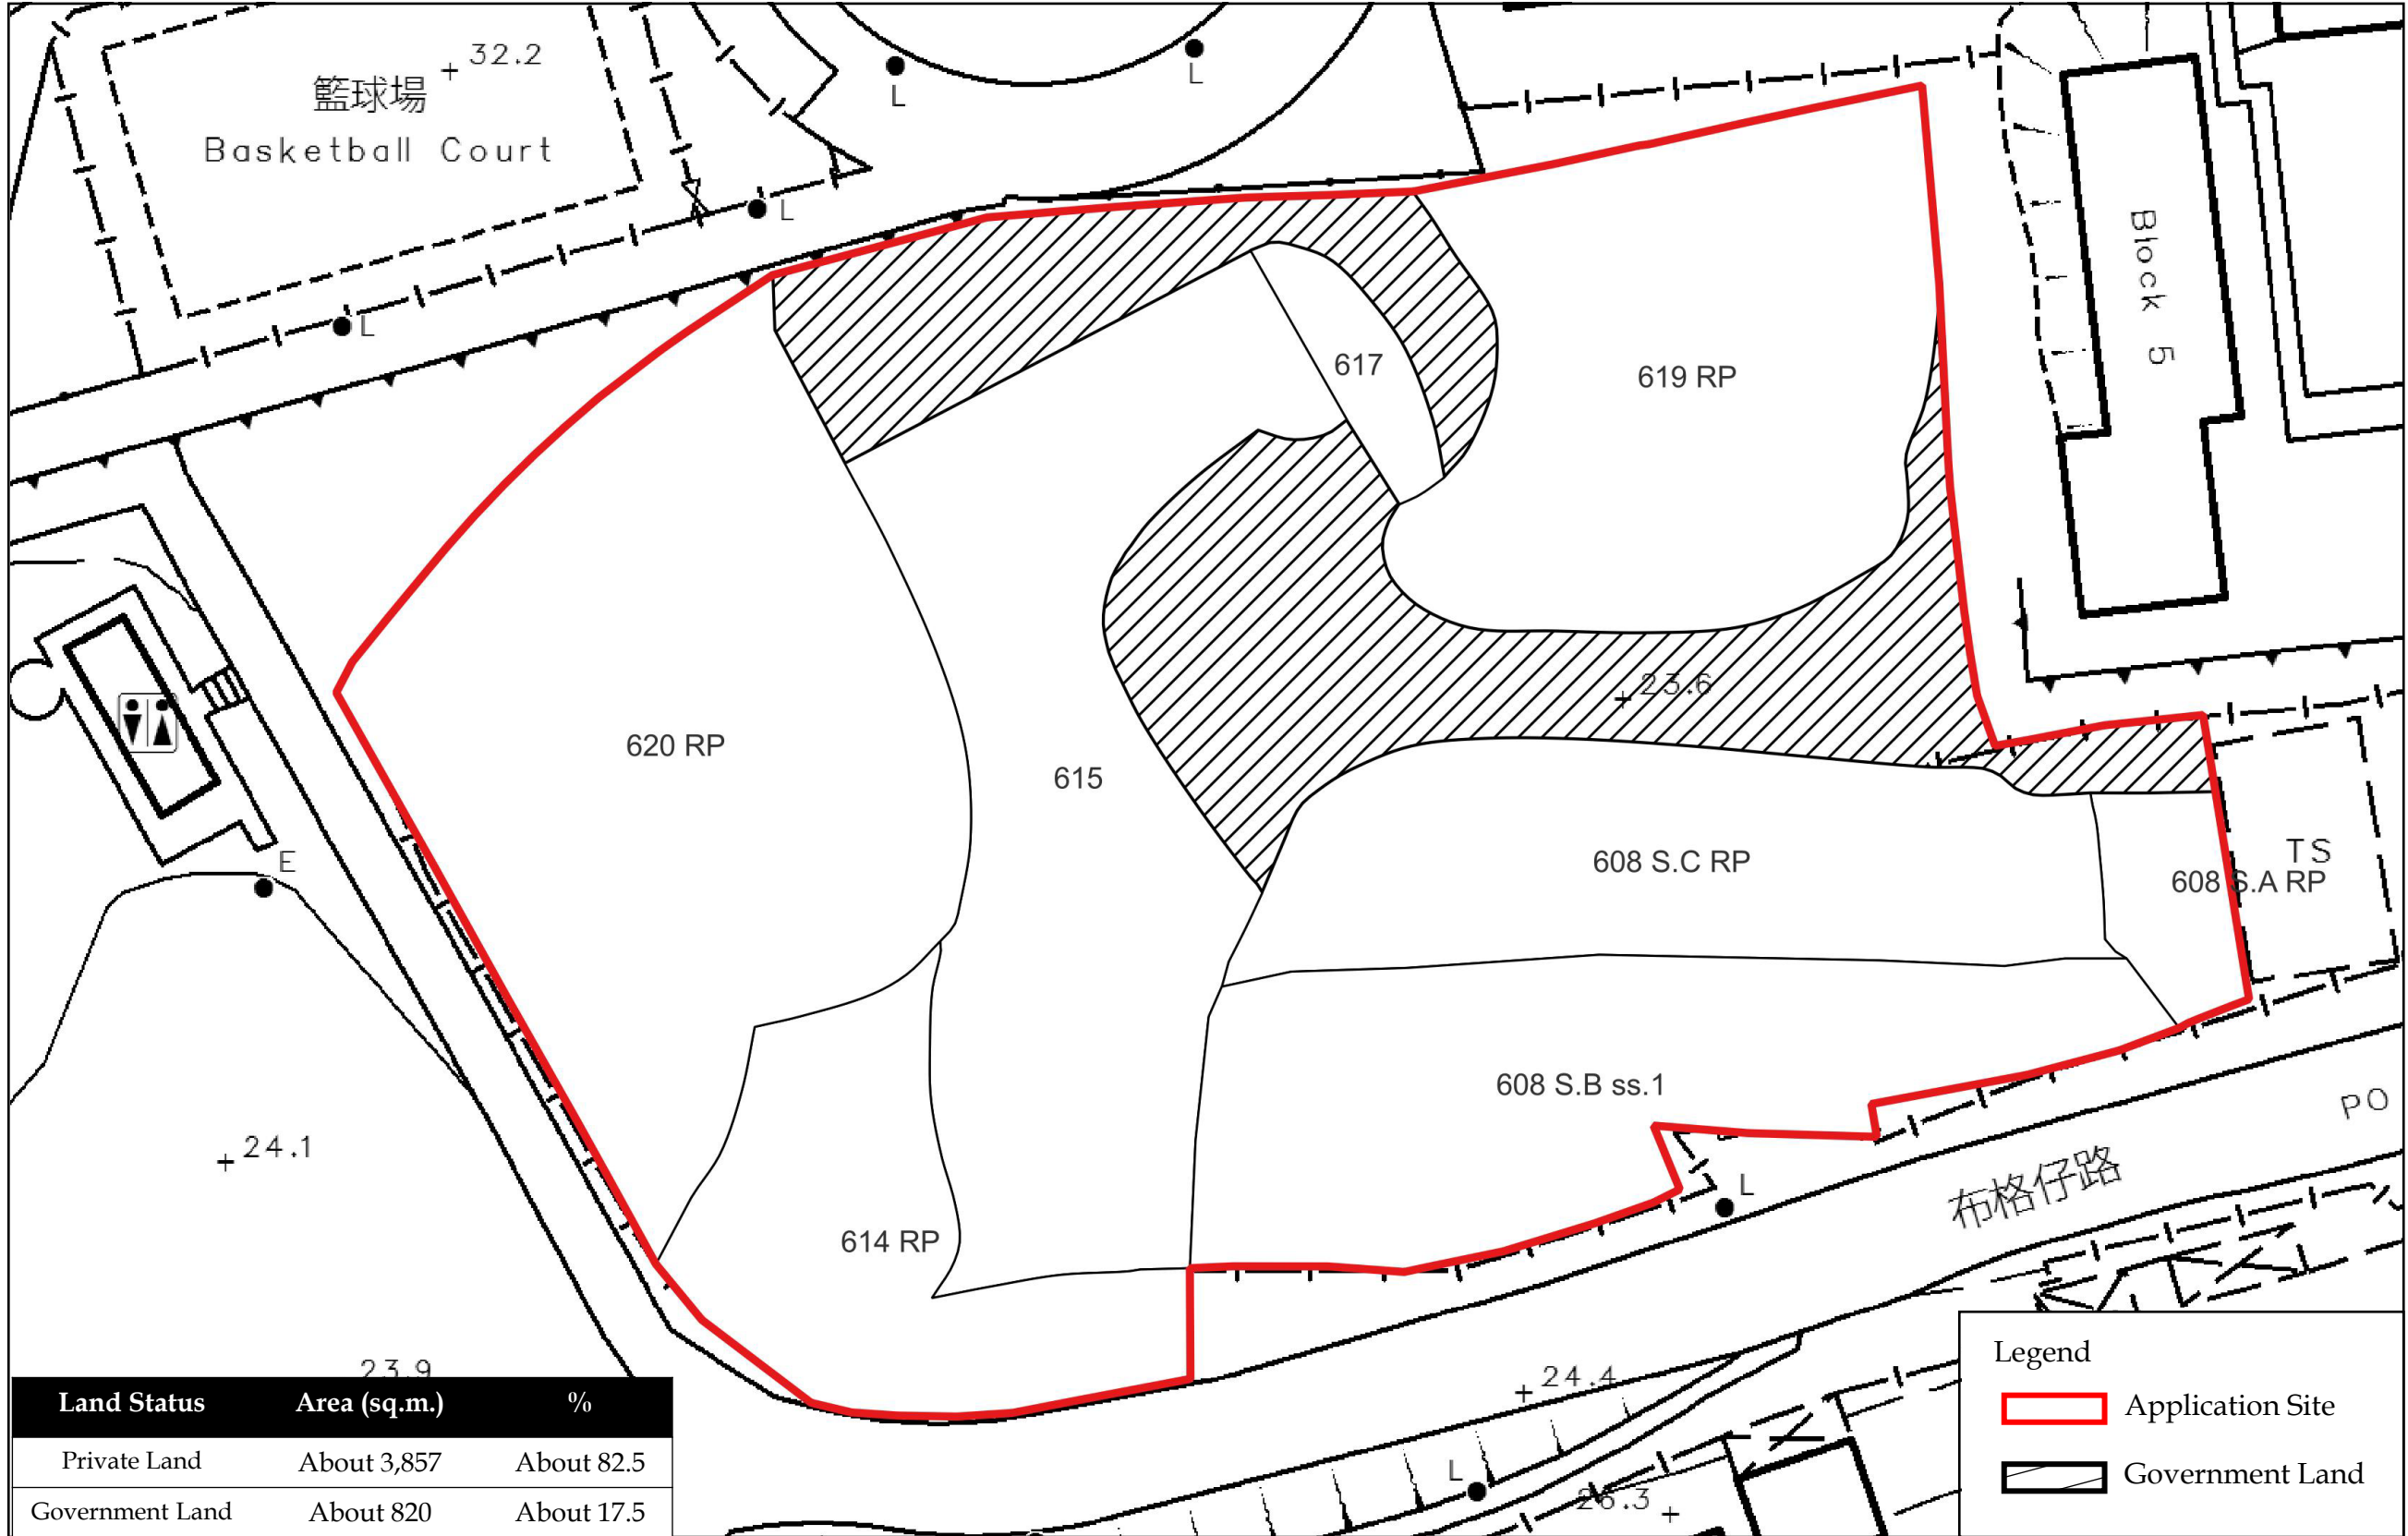 32.2
籃球場
Basketball Court
L
L
L
L
Block 5
617
619 RP
23.6
620 RP
615
608 S.C RP
TS
608 S.A RP
E
608 S.B ss.1
PO
24.1
布格仔路
L
614 RP
23.9
24.4
L
26.3
Legend
Application Site
Government Land
Land Status Area (sq.m.) %
Private Land About 3,857 About 82.5
Government Land About 820 About 17.5